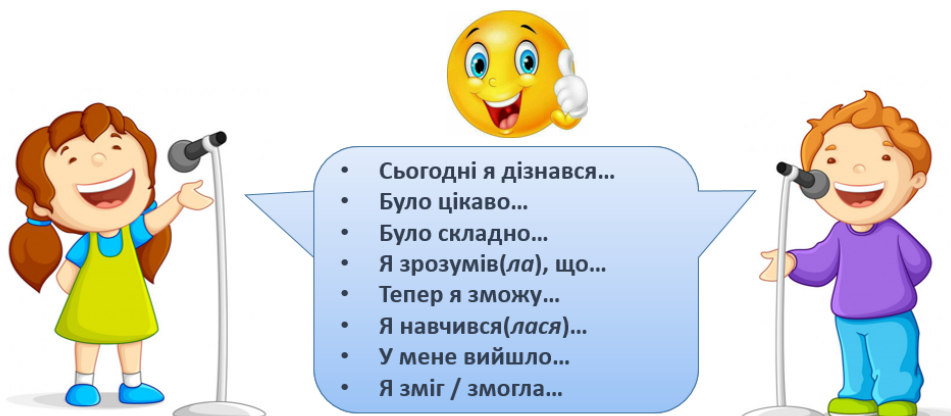 • Сьогодні я дізнався…
• Було цікаво…
• Було складно…
• Я зрозумів(ла), що…
• Тепер я зможу…
• Я навчився(лася)…
• У мене вийшло…
• Я зміг / змогла…